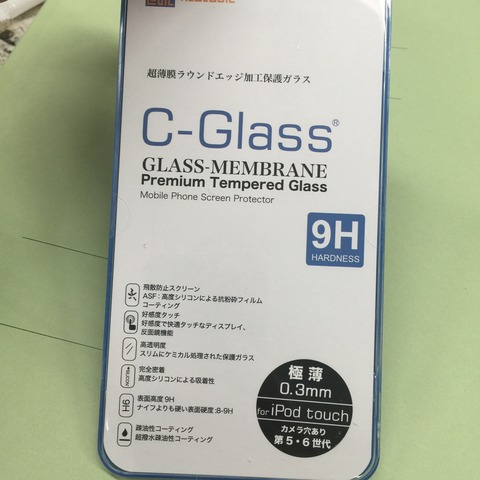 超薄膜ラウンドエッジ加工保護ガラス
C-Glass®
GLASS-MEMBRANE
Premium Tempered Glass
Mobile Phone Screen Protector
9H
HARDNESS
飛散防止スクリーン
ASF：高度シリコンによる抗粉砕フィルム
コーティング
好感度タッチ
好感度で快適タッチなディスプレイ、
反面鏡機能
高透明度
スリムにケミカル処理された保護ガラス
完全密着
高度シリコンによる吸着性
H6
表面高度9H
ナイフよりも硬い表面硬度:8-9H
疎油性コーティング
超撥水疎油性コーティング
極薄
0.3mm
for iPod touch
カメラ穴あり
第5・6世代